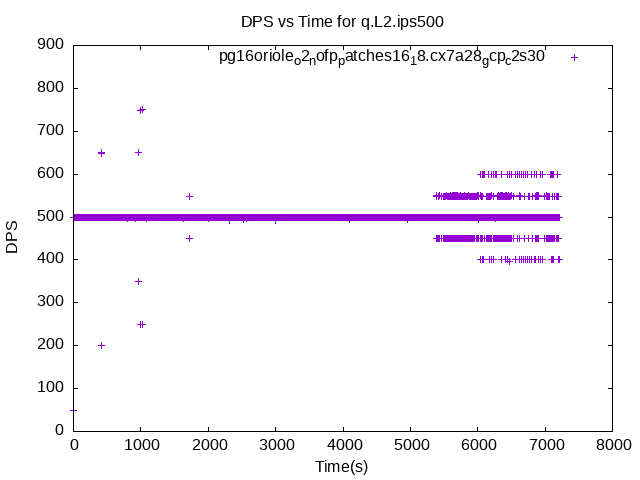 DPS vs Time for q.L2.ips500
pg16oriole_o2_nofp_patches16_18.cx7a28_gcp_c2s30
900
800
700
600
500
400
300
200
100
0
DPS
0 1000 2000 3000 4000 5000 6000 7000 8000
Time(s)